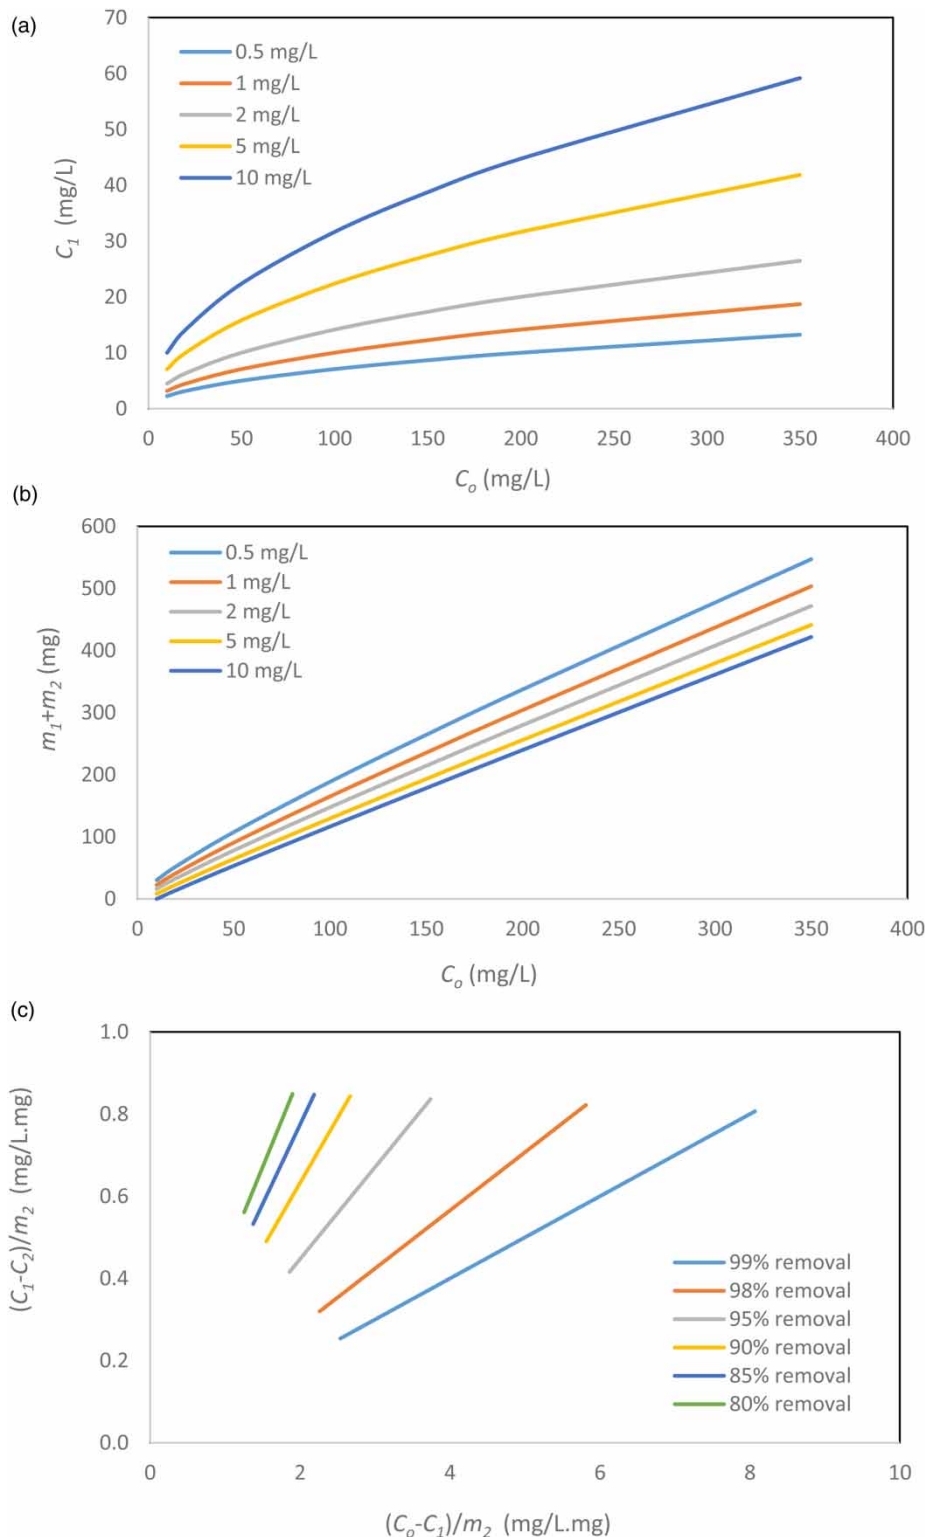 (a)
70
60
50
40
30
20
10
0
C1 (mg/L)
0.5 mg/L
1 mg/L
2 mg/L
5 mg/L
10 mg/L
0 50 100 150 200 250 300 350 400
Co (mg/L)
(b)
600
500
400
300
200
100
0
m1+m2 (mg)
0.5 mg/L
1 mg/L
2 mg/L
5 mg/L
10 mg/L
0 50 100 150 200 250 300 350 400
Co (mg/L)
(c)
1.0
0.8
0.6
0.4
0.2
0.0
(C1-C2)/m2 (mg/L.mg)
99% removal
98% removal
95% removal
90% removal
85% removal
80% removal
0 2 4 6 8 10
(Co-C1)/m2 (mg/L.mg)